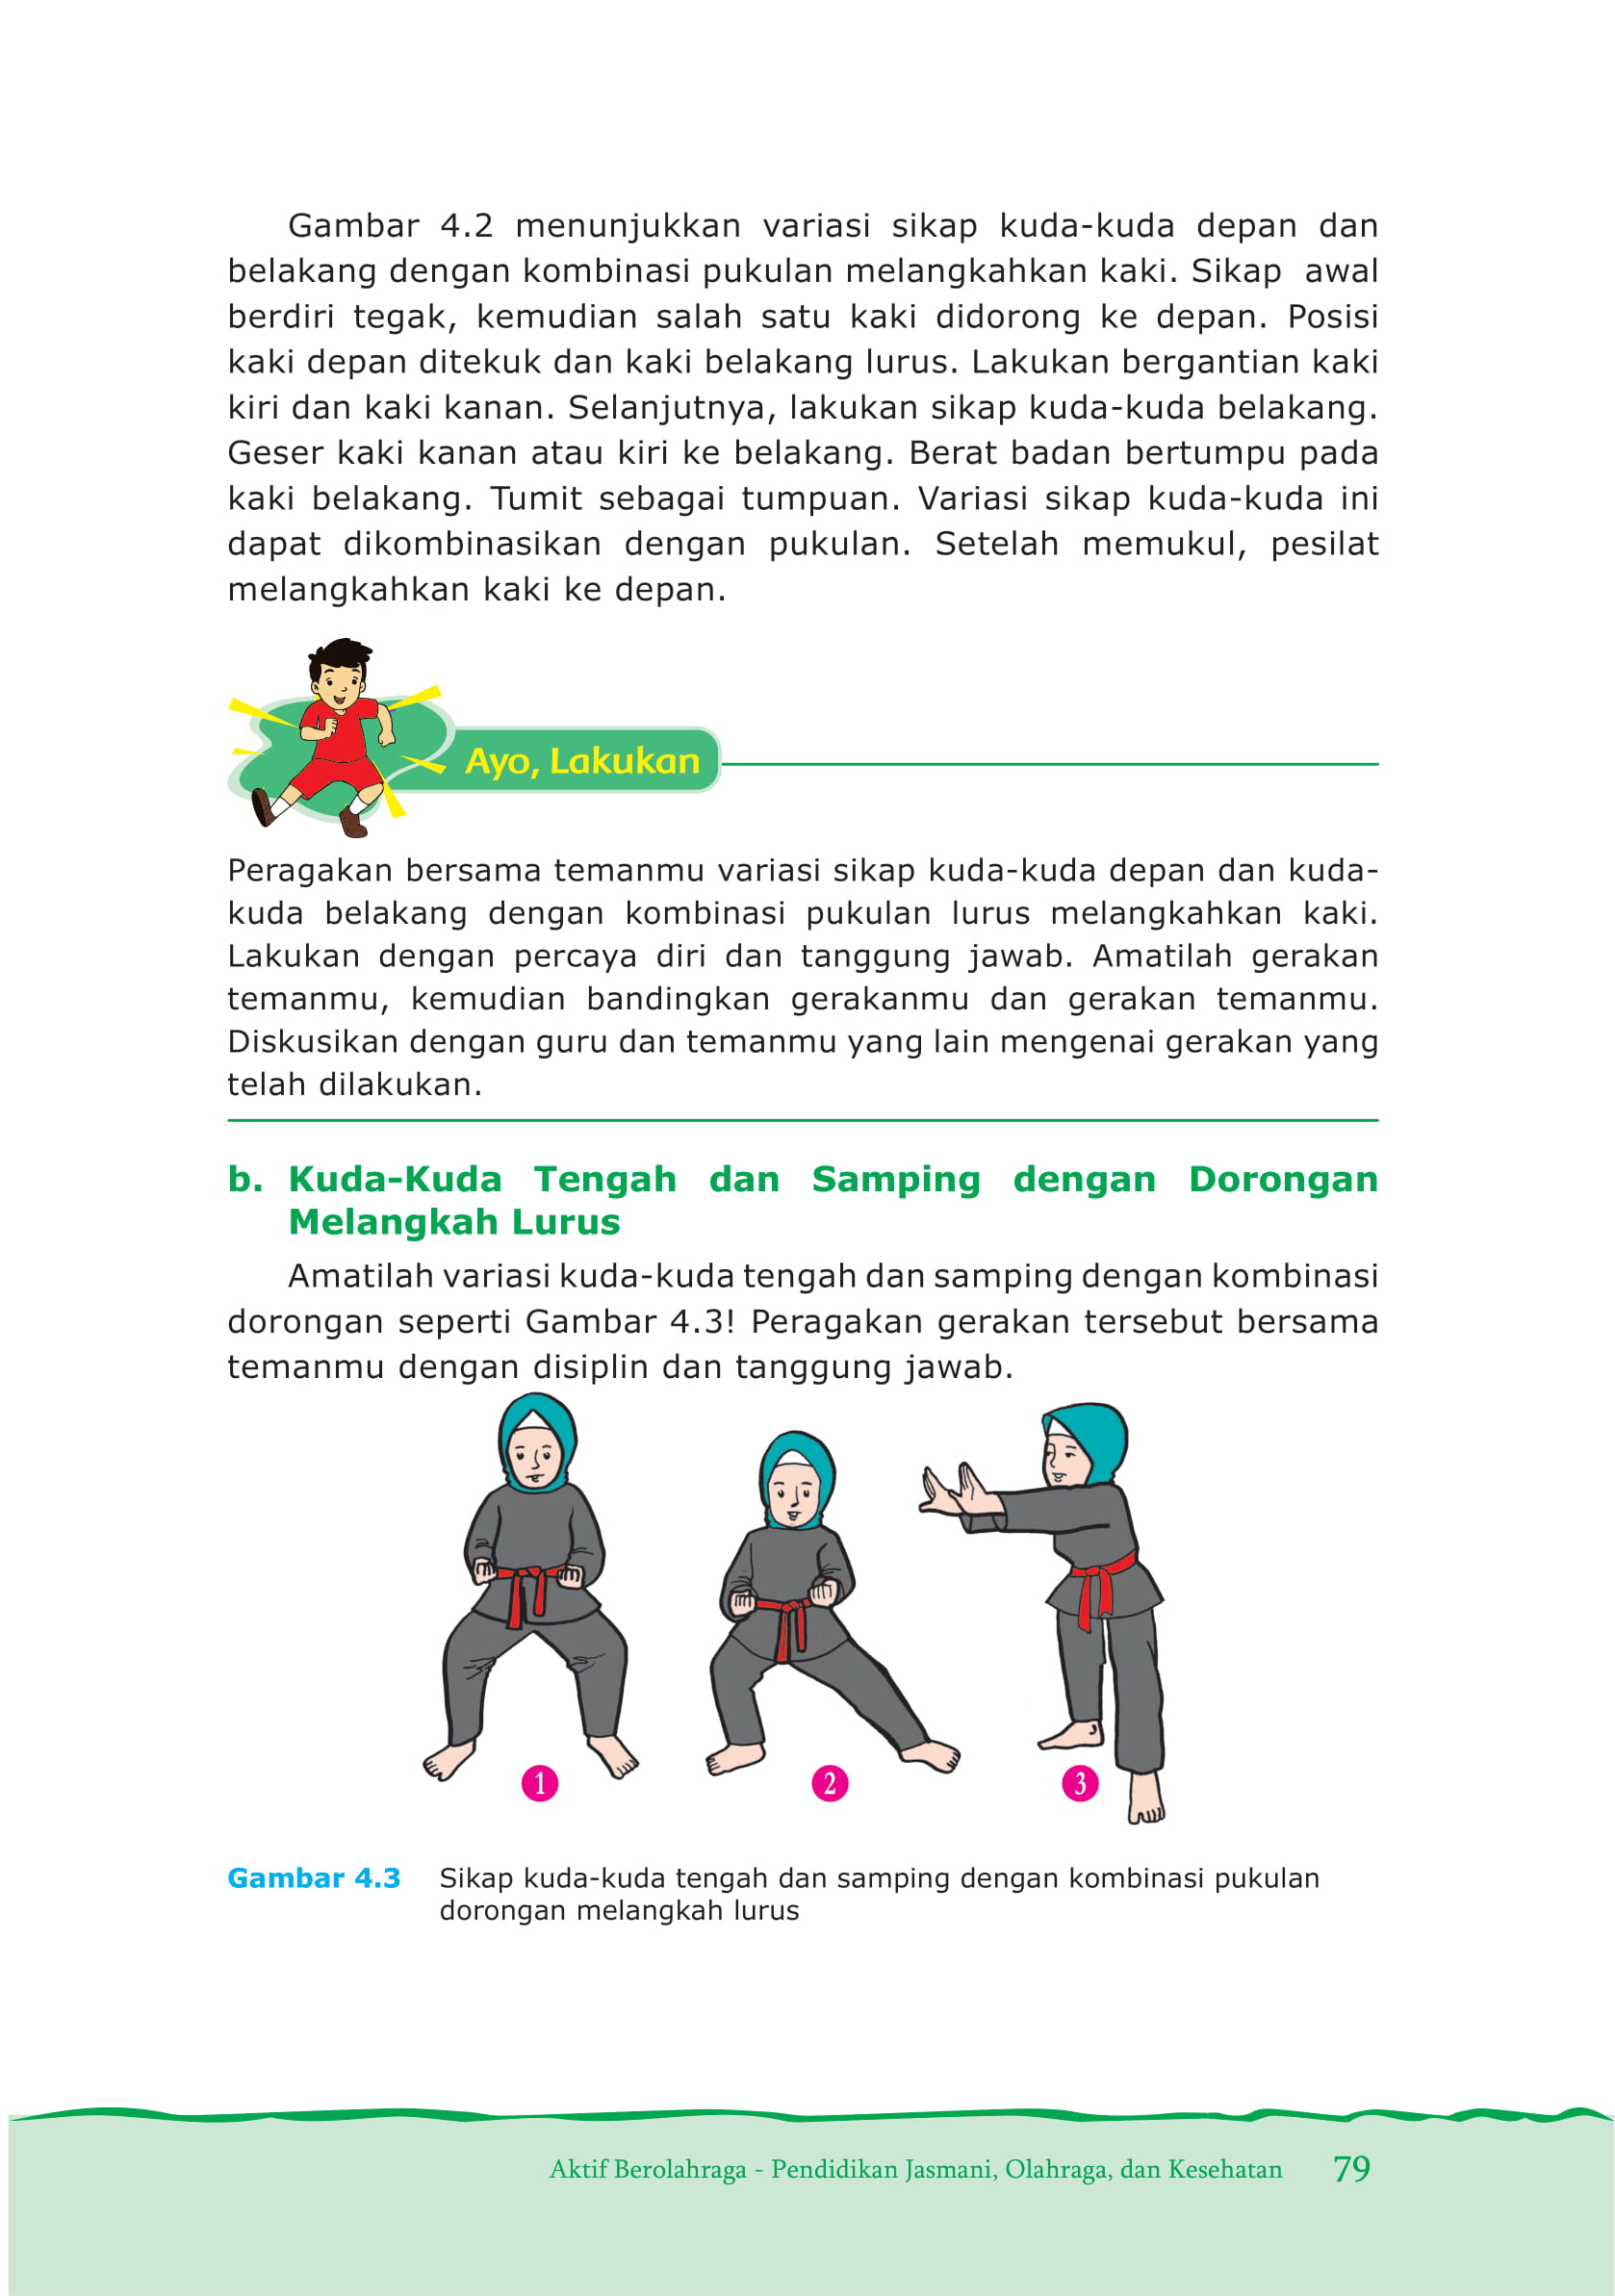 Gambar 4.2 menunjukkan variasi sikap kuda-kuda depan dan
belakang dengan kombinasi pukulan melangkahkan kaki. Sikap awal
berdiri tegak, kemudian salah satu kaki didorong ke depan. Posisi
kaki depan ditekuk dan kaki belakang lurus. Lakukan bergantian kaki
kiri dan kaki kanan. Selanjutnya, lakukan sikap kuda-kuda belakang.
Geser kaki kanan atau kiri ke belakang. Berat badan bertumpu pada
kaki belakang. Tumit sebagai tumpuan. Variasi sikap kuda-kuda ini
dapat dikombinasikan dengan pukulan. Setelah memukul, pesilat
melangkahkan kaki ke depan.
Ayo, Lakukan
Peragakan bersama temanmu variasi sikap kuda-kuda depan dan kuda-
kuda belakang dengan kombinasi pukulan lurus melangkahkan kaki.
Lakukan dengan percaya diri dan tanggung jawab. Amatilah gerakan
temanmu, kemudian bandingkan gerakanmu dan gerakan temanmu.
Diskusikan dengan guru dan temanmu yang lain mengenai gerakan yang
telah dilakukan.
b. Kuda-Kuda Tengah dan Samping dengan Dorongan
Melangkah Lurus
Amatilah variasi kuda-kuda tengah dan samping dengan kombinasi
dorongan seperti Gambar 4.3! Peragakan gerakan tersebut bersama
temanmu dengan disiplin dan tanggung jawab.
1 2 3
Gambar 4.3 Sikap kuda-kuda tengah dan samping dengan kombinasi pukulan
dorongan melangkah lurus
Aktif Berolahraga - Pendidikan Jasmani, Olahraga, dan Kesehatan 79